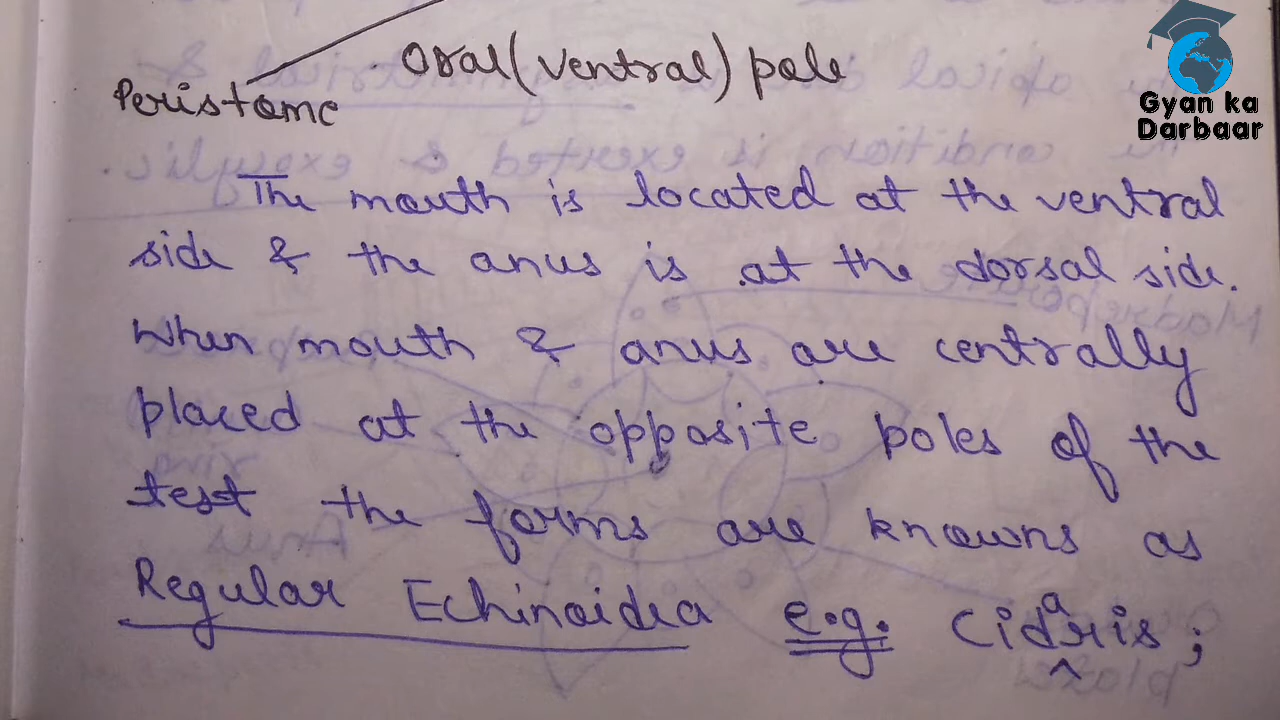 Oral (ventral) pole
Peristome
Gyan ka
Darbaar
The mouth is located at the ventral
side & the anus is at the dorsal side.
When mouth & anus are centrally
placed at the opposite poles of the
test the forms are knowns as
Regular Echinoidea e.g. Cidaris;